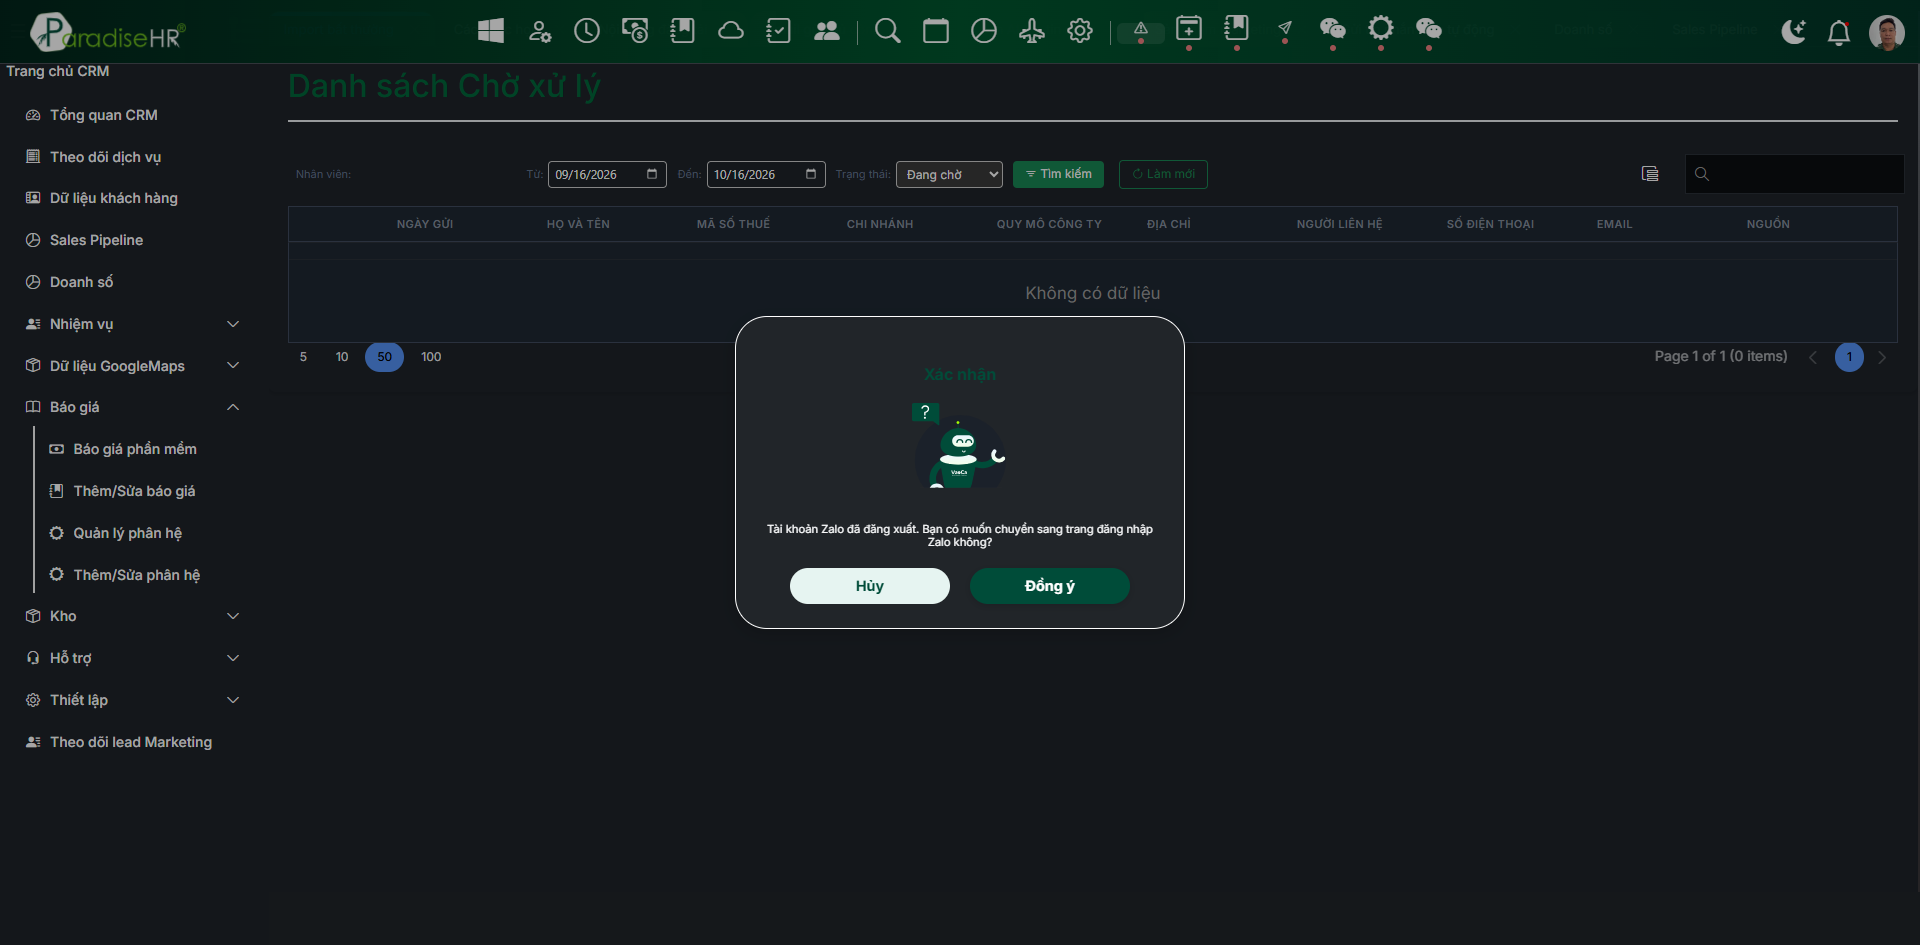 ParadiseHR®
Trang chủ CRM
Tổng quan CRM
Theo dõi dịch vụ
Dữ liệu khách hàng
Sales Pipeline
Doanh số
Nhiệm vụ
Dữ liệu GoogleMaps
Báo giá
Báo giá phần mềm
Thêm/Sửa báo giá
Quản lý phân hệ
Thêm/Sửa phân hệ
Kho
Hỗ trợ
Thiết lập
Theo dõi lead Marketing
Danh sách Chờ xử lý
Nhân viên: Từ: 09/16/2026 Đến: 10/16/2026 Trạng thái: Đang chờ Tìm kiếm Làm mới
NGÀY GỬI HỌ VÀ TÊN MÃ SỐ THUẾ CHI NHÁNH QUY MÔ CÔNG TY ĐỊA CHỈ NGƯỜI LIÊN HỆ SỐ ĐIỆN THOẠI EMAIL NGUỒN
Không có dữ liệu
5 10 50 100 Page 1 of 1 (0 items) 1
Xác nhận
?
VaeCa
Tài khoản Zalo đã đăng xuất. Bạn có muốn chuyển sang trang đăng nhập
Zalo không?
Hủy Đồng ý